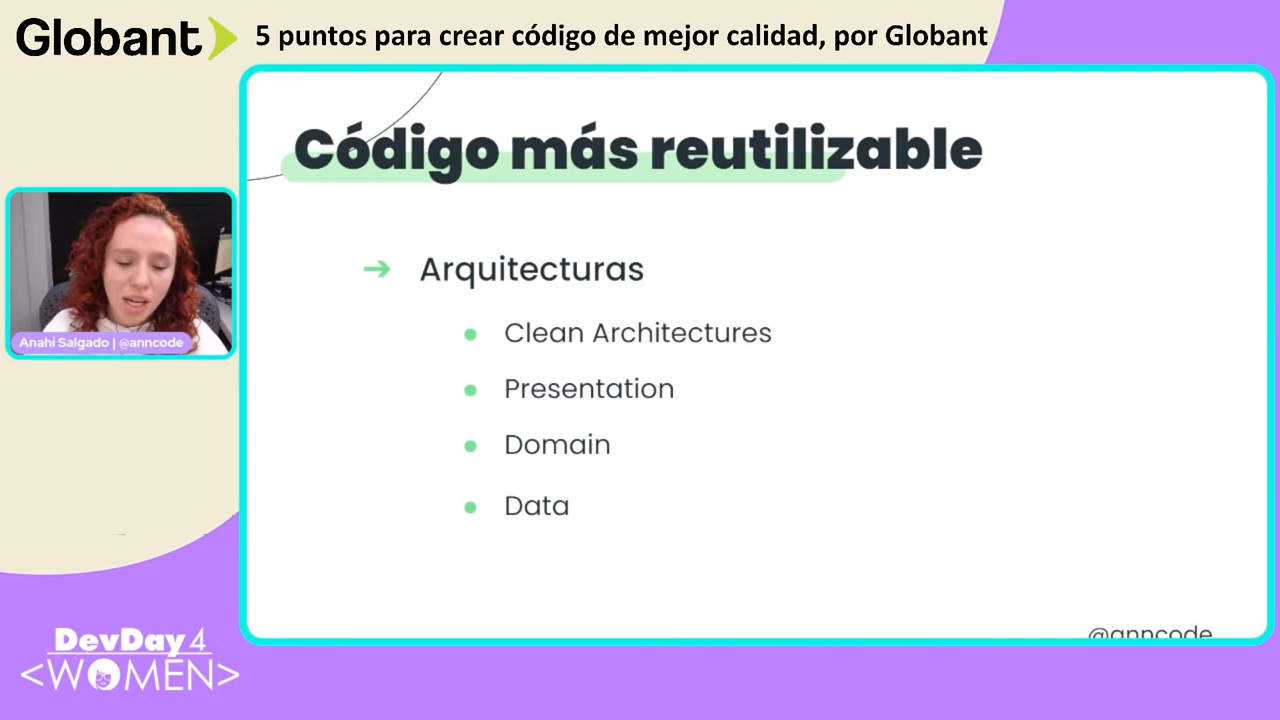 Globant
5 puntos para crear código de mejor calidad, por Globant
Código más reutilizable
➔ Arquitecturas
● Clean Architectures
● Presentation
● Domain
● Data
Anahí Salgado | @anncode
@anncode
DevDay 4
<WOMEN>